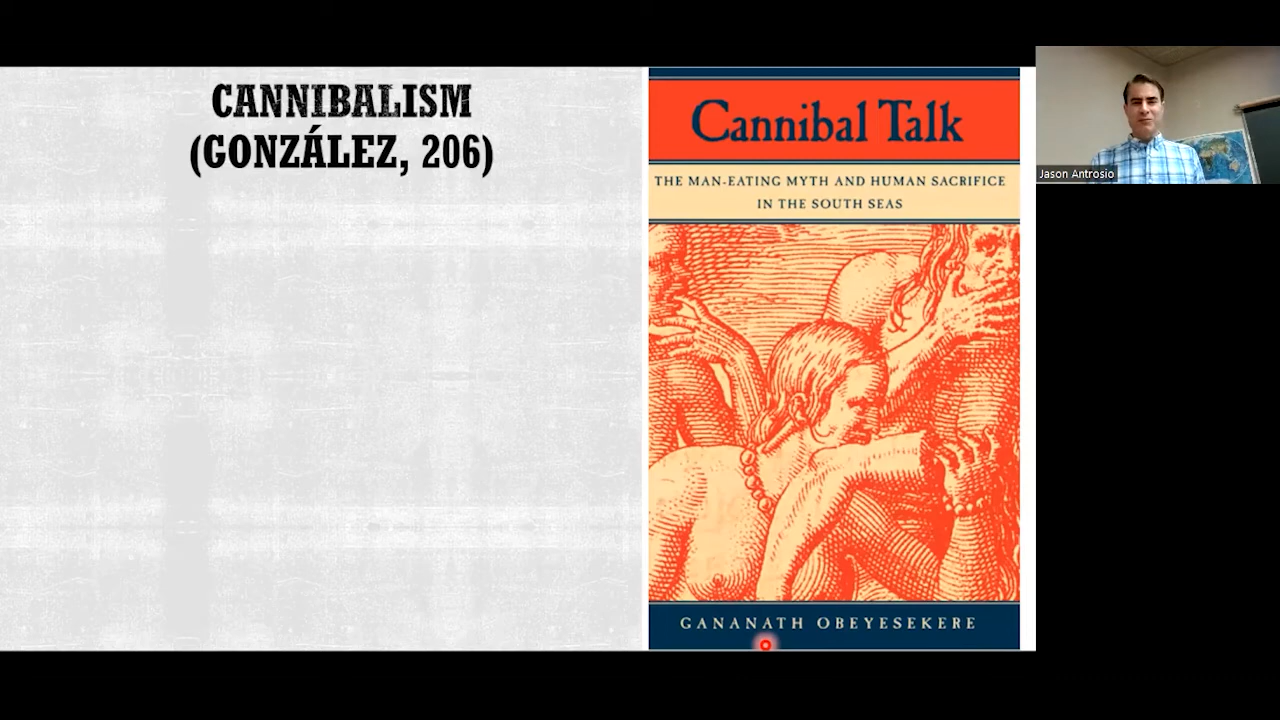 CANNIBALISM
(GONZÁLEZ, 206)
Cannibal Talk
THE MAN-EATING MYTH AND HUMAN SACRIFICE
IN THE SOUTH SEAS
GANANATH OBEYESEKERE
Jason Antrosio